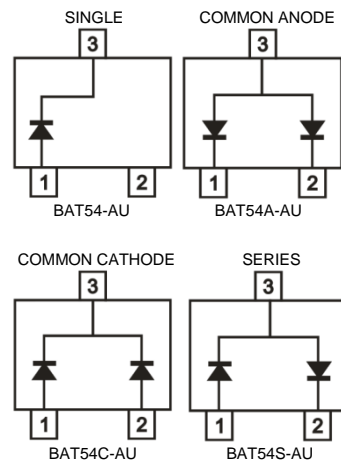 SINGLE COMMON ANODE
3 3
1 2 1 2
BAT54-AU BAT54A-AU
COMMON CATHODE SERIES
3 3
1 2 1 2
BAT54C-AU BAT54S-AU